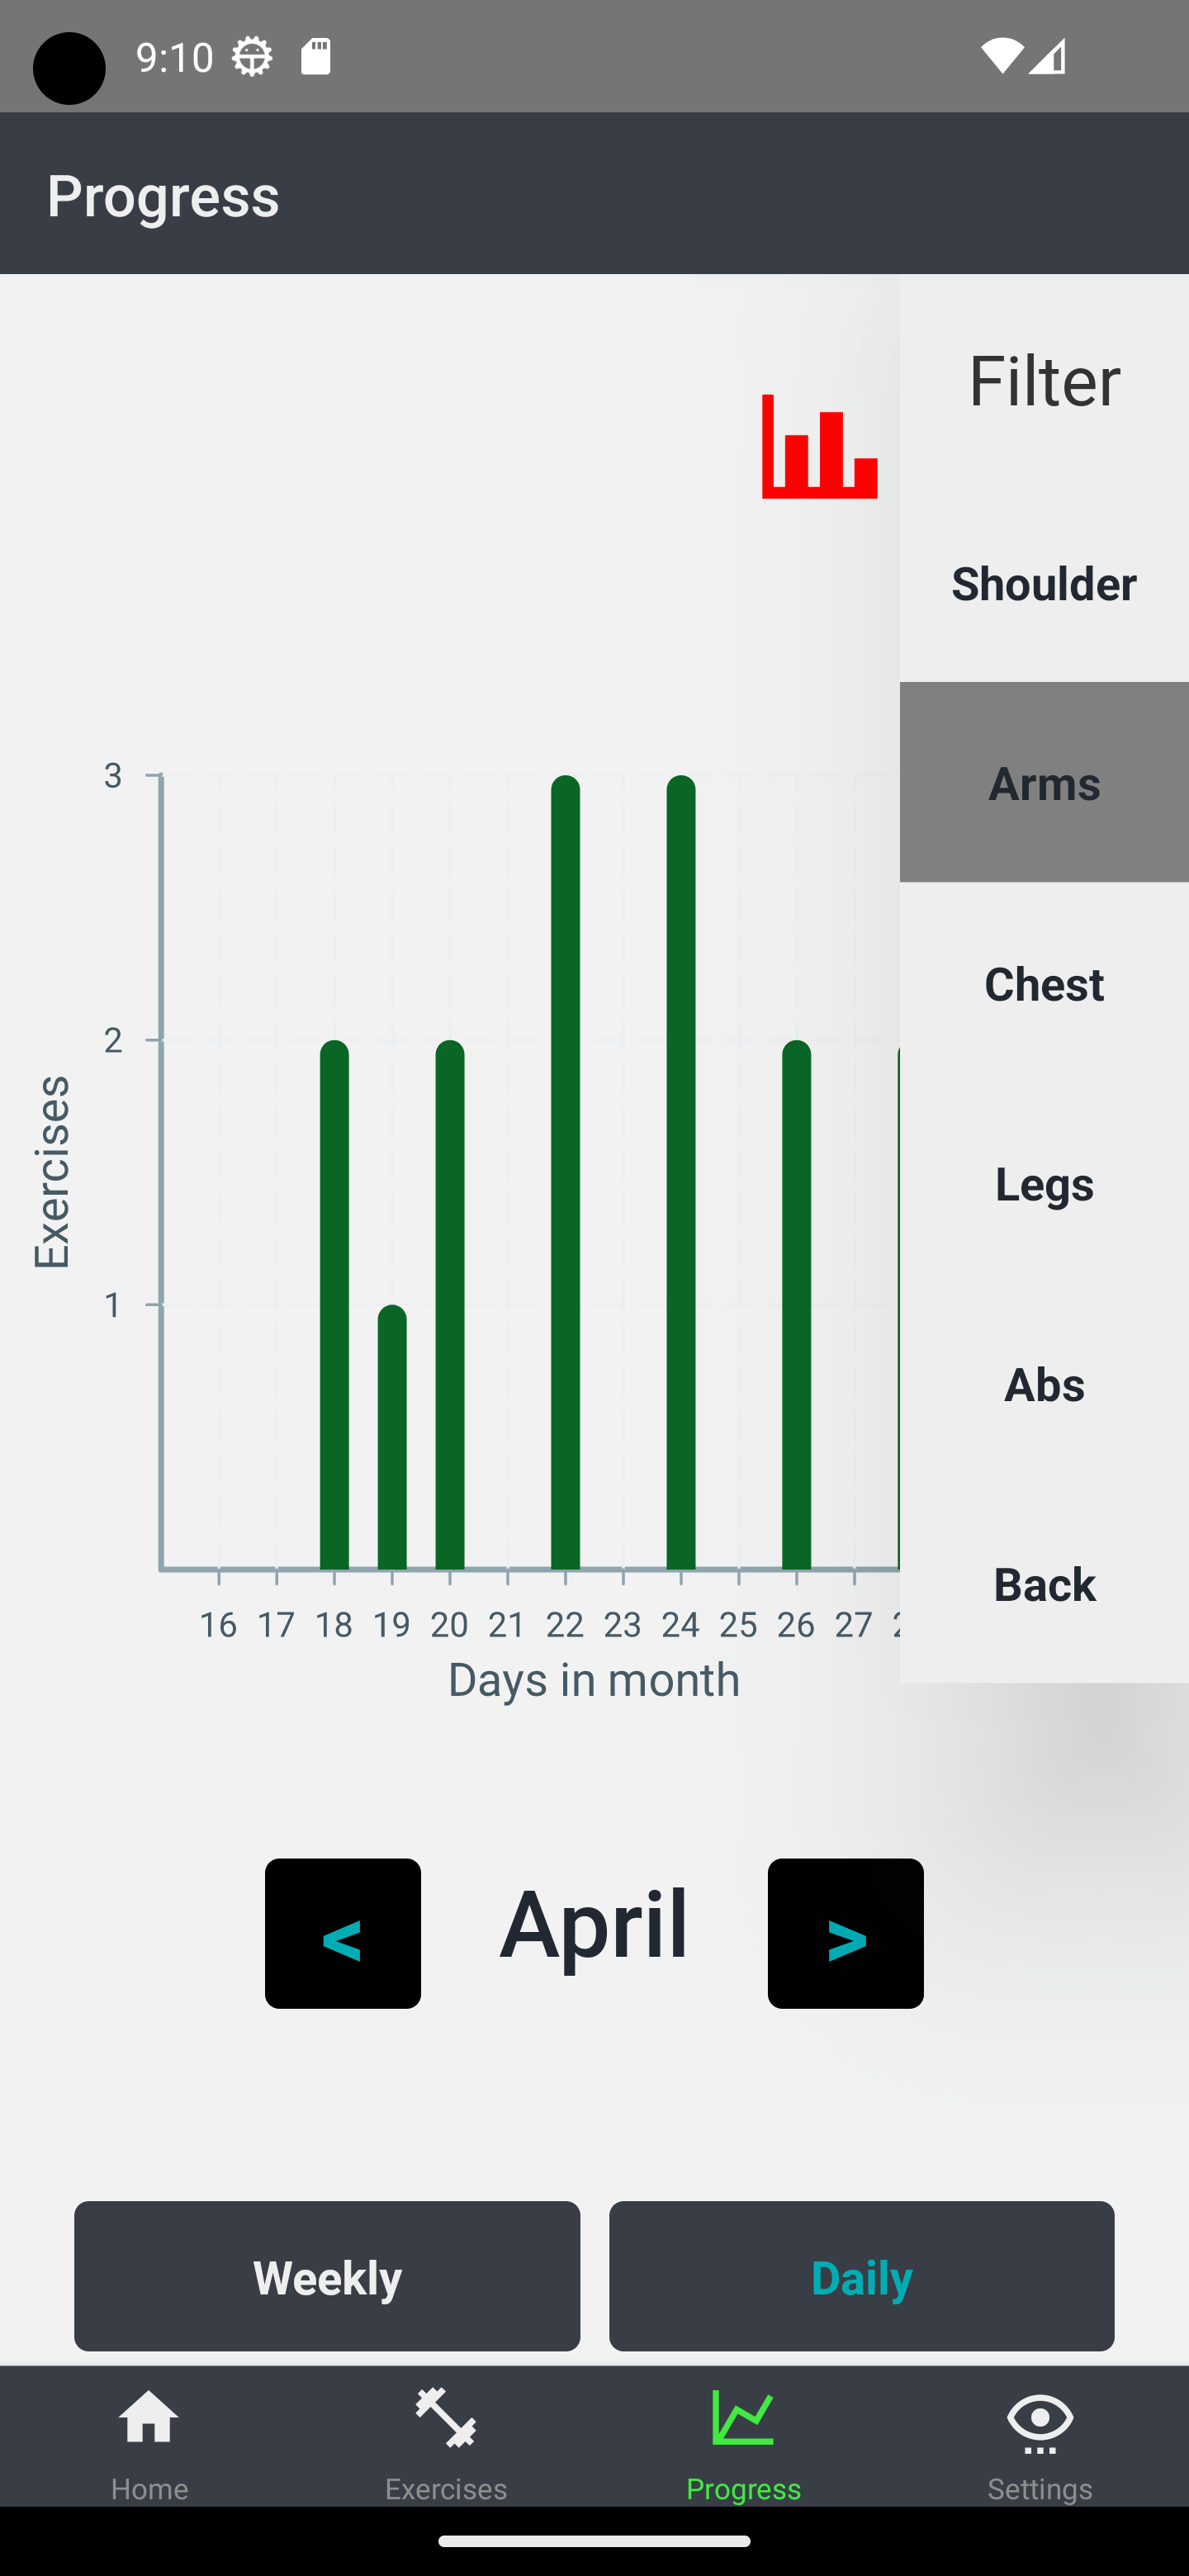 9:10
Progress
Filter
Shoulder
Arms
Chest
Legs
Abs
Back
3
2
1
Exercises
16 17 18 19 20 21 22 23 24 25 26 27
Days in month
< April >
Weekly Daily
Home Exercises Progress Settings